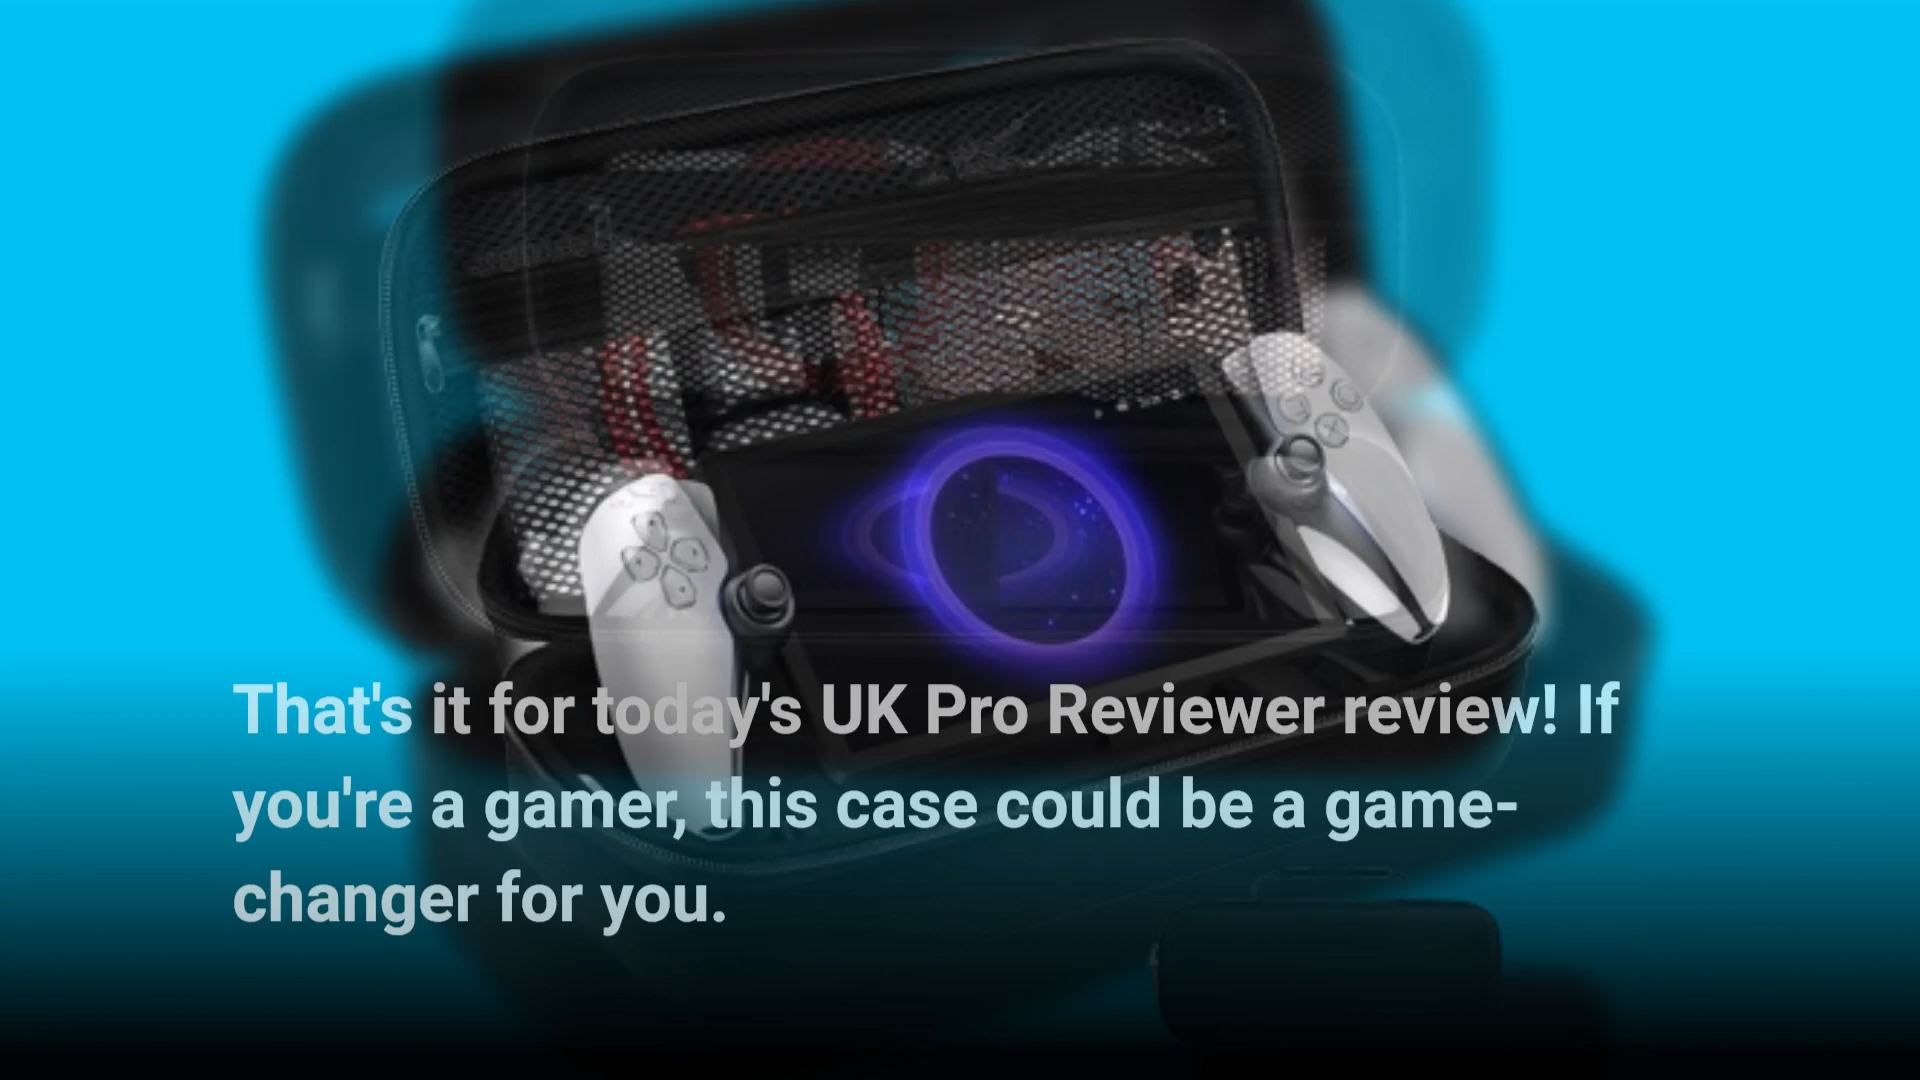 That's it for today's UK Pro Reviewer review! If
you're a gamer, this case could be a game-
changer for you.